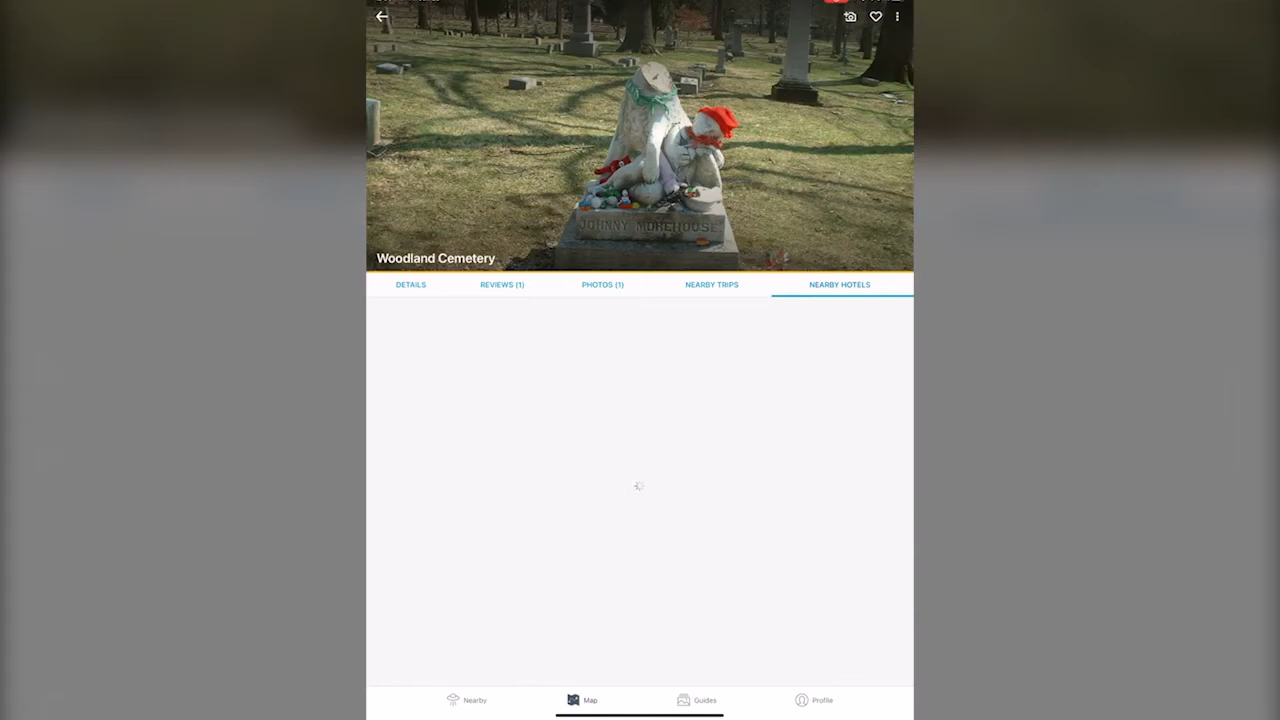 JOHNNY MOREHOUSE
Woodland Cemetery
DETAILS
REVIEWS (1)
PHOTOS (1)
NEARBY TRIPS
NEARBY HOTELS
Nearby
Map
Guides
Profile